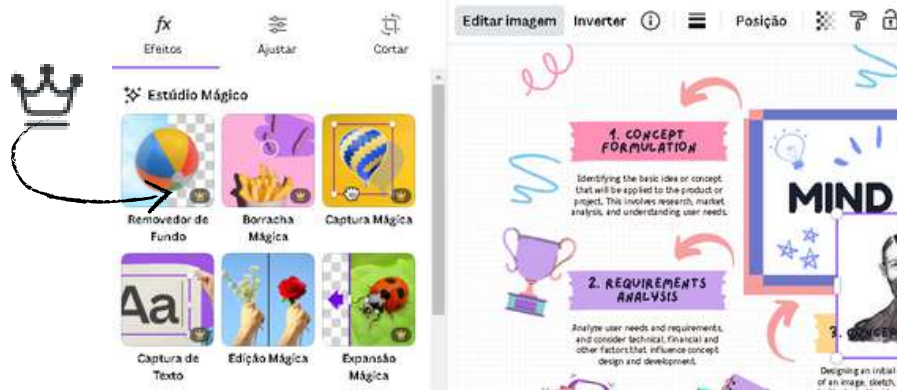 fx
Efeitos
Ajustar
Cortar
Estúdio Mágico
Removedor de
Fundo
Borracha
Mágica
Captura Mágica
Aa
Captura de
Texto
Edição Mágica
Expansão
Mágica
Editar imagem
Inverter
Posição
1. CONCEPT
FORMULATION
Identifying the basic idea or concept
that will be applied to the product or
project. This involves research, market
analysis, and understanding user needs.
MIND
2. REQUIREMENTS
ANALYSIS
Analyze user needs and requirements,
and consider technical, financial and
other factors that influence concept
design and development.
3. CONCEP
Designing an initial
of an image, sketch,